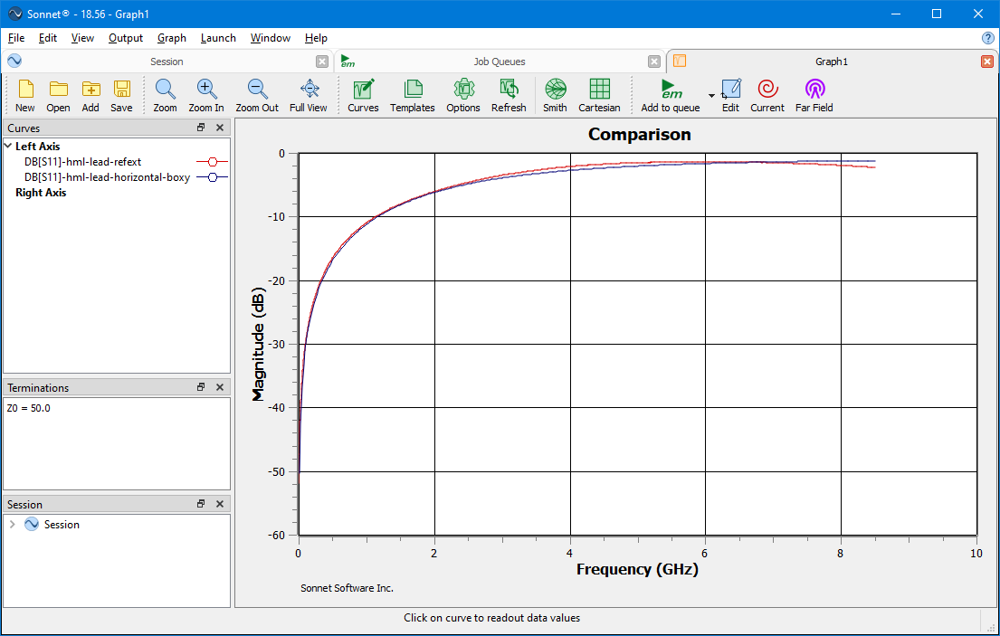 Sonnet® - 18.56 - Graph1
File Edit View Output Graph Launch Window Help
Session
em Job Queues
Graph1
New Open Add Save Zoom Zoom In Zoom Out Full View Curves Templates Options Refresh Smith Cartesian em Add to queue Edit Current Far Field
Curves
Left Axis
DB[S11]-hml-lead-refext
DB[S11]-hml-lead-horizontal-boxy
Right Axis
Terminations
Z0 = 50.0
Session
Session
Comparison
Magnitude (dB)
0
-10
-20
-30
-40
-50
-60
0 2 4 6 8 10
Frequency (GHz)
Sonnet Software Inc.
Click on curve to readout data values